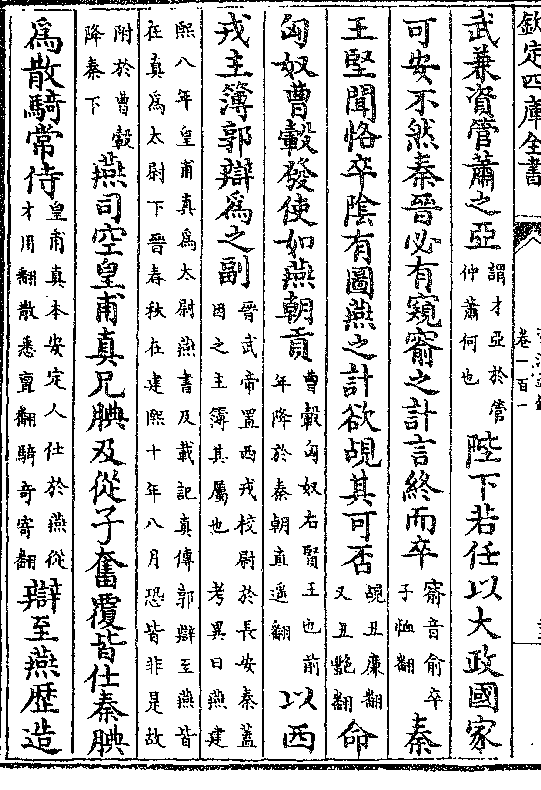 欽定四庫全書
卷一百一
武兼資管蕭之亞謂才亞於管仲蕭何也陛下若任以大政國家
可安不然秦晉必有窺窬之計言終而卒窬音俞卒子恤翻秦
王堅聞恪卒陰有圖燕之計欲覘其可否覘丑廉翻又丑艷翻命
匈奴曹轂發使如燕朝貢曹轂匈奴右賢王也前年降於秦朝直遥翻以西
戎主簿郭辯為之副晉武帝置西戎校尉於長安秦蓋因之主簿其屬也 考異曰燕建
熙八年皇甫真為太尉燕書及載記真傳郭辯至燕皆在真為太尉下晉春秋在建熙十年八月恐皆非是故
附於曹轂降秦下燕司空皇甫真兄腆及從子奮覆皆仕秦腆
為散騎常侍皇甫真本安定人仕於燕從才用翻散悉亶翻騎奇寄翻辯至燕歴造